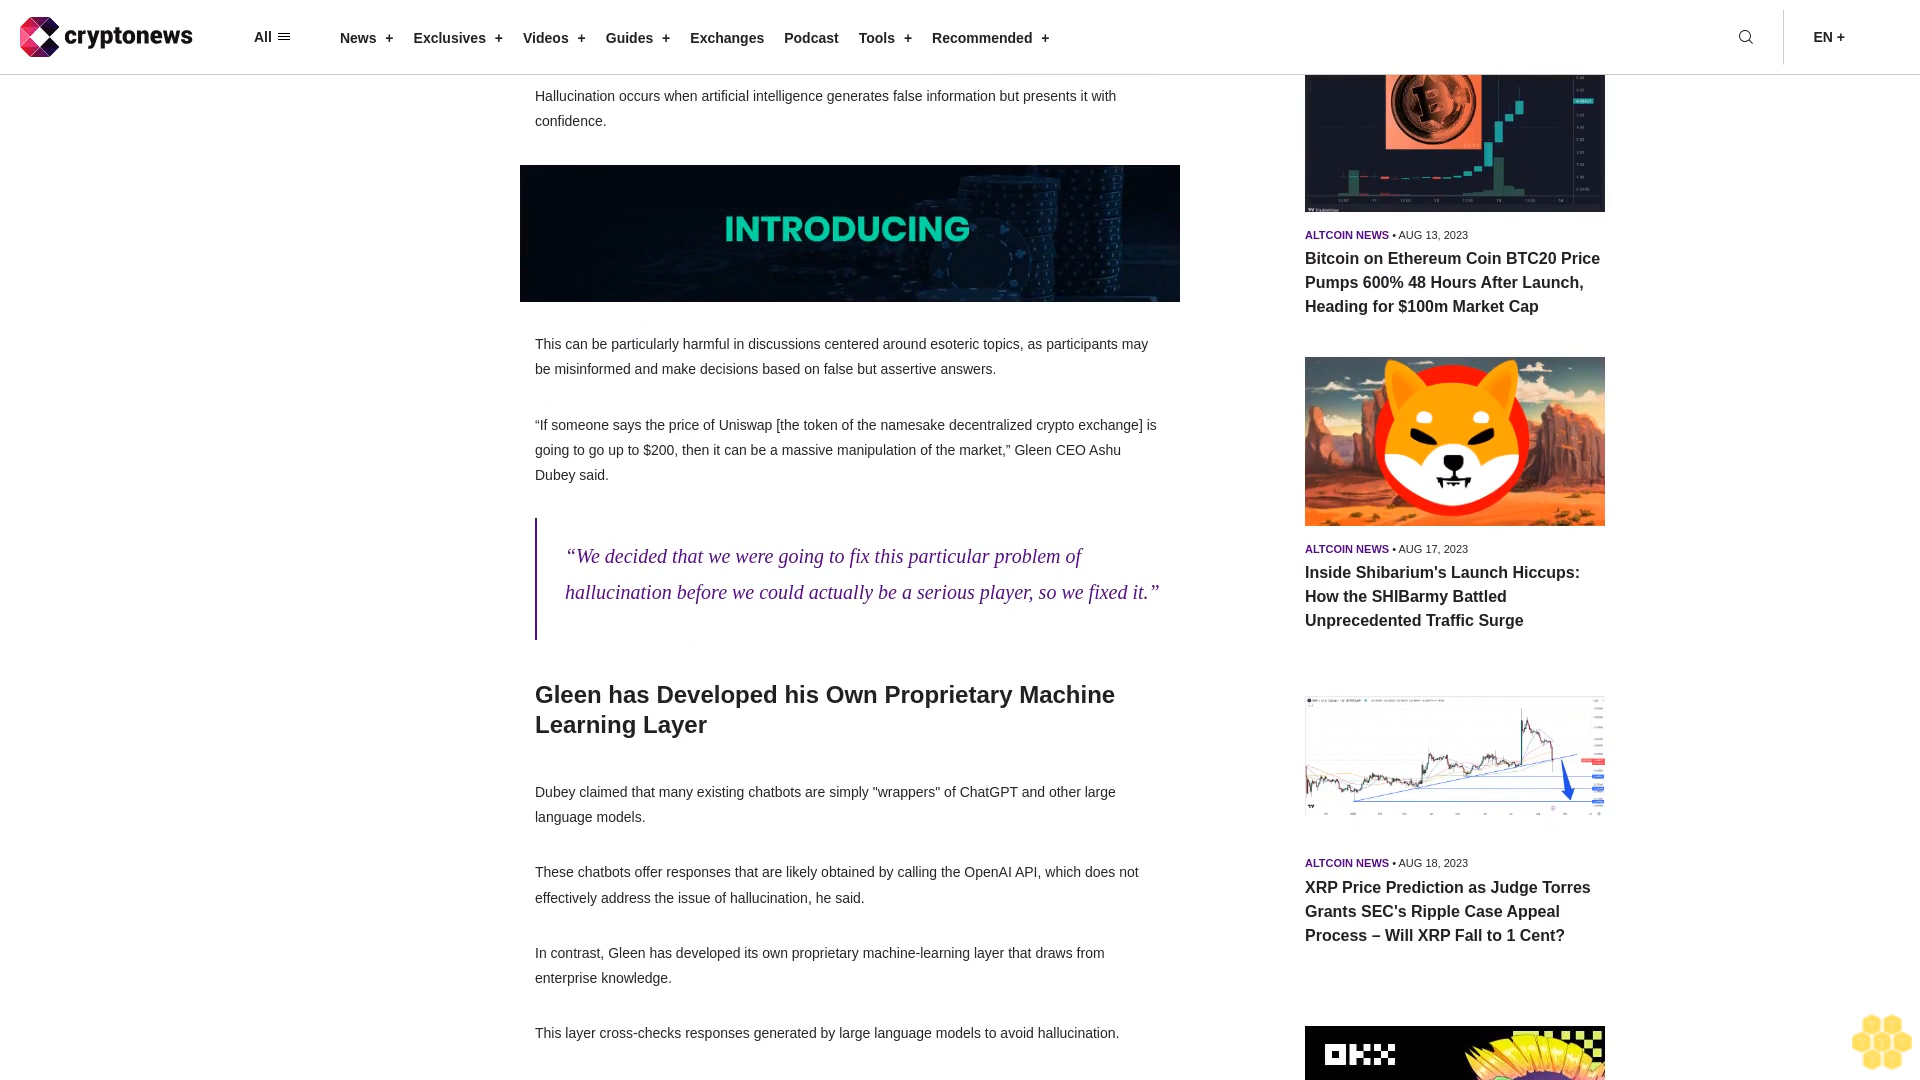 cryptonews
All
News +
Exclusives +
Videos +
Guides +
Exchanges
Podcast
Tools +
Recommended +
EN +
Hallucination occurs when artificial intelligence generates false information but presents it with
confidence.
INTRODUCING
This can be particularly harmful in discussions centered around esoteric topics, as participants may
be misinformed and make decisions based on false but assertive answers.
“If someone says the price of Uniswap [the token of the namesake decentralized crypto exchange] is
going to go up to $200, then it can be a massive manipulation of the market,” Gleen CEO Ashu
Dubey said.
“We decided that we were going to fix this particular problem of
hallucination before we could actually be a serious player, so we fixed it.”
Gleen has Developed his Own Proprietary Machine
Learning Layer
Dubey claimed that many existing chatbots are simply "wrappers" of ChatGPT and other large
language models.
These chatbots offer responses that are likely obtained by calling the OpenAI API, which does not
effectively address the issue of hallucination, he said.
In contrast, Gleen has developed its own proprietary machine-learning layer that draws from
enterprise knowledge.
This layer cross-checks responses generated by large language models to avoid hallucination.
ALTCOIN NEWS • AUG 13, 2023
Bitcoin on Ethereum Coin BTC20 Price
Pumps 600% 48 Hours After Launch,
Heading for $100m Market Cap
ALTCOIN NEWS • AUG 17, 2023
Inside Shibarium's Launch Hiccups:
How the SHIBarmy Battled
Unprecedented Traffic Surge
ALTCOIN NEWS • AUG 18, 2023
XRP Price Prediction as Judge Torres
Grants SEC's Ripple Case Appeal
Process – Will XRP Fall to 1 Cent?
OKX